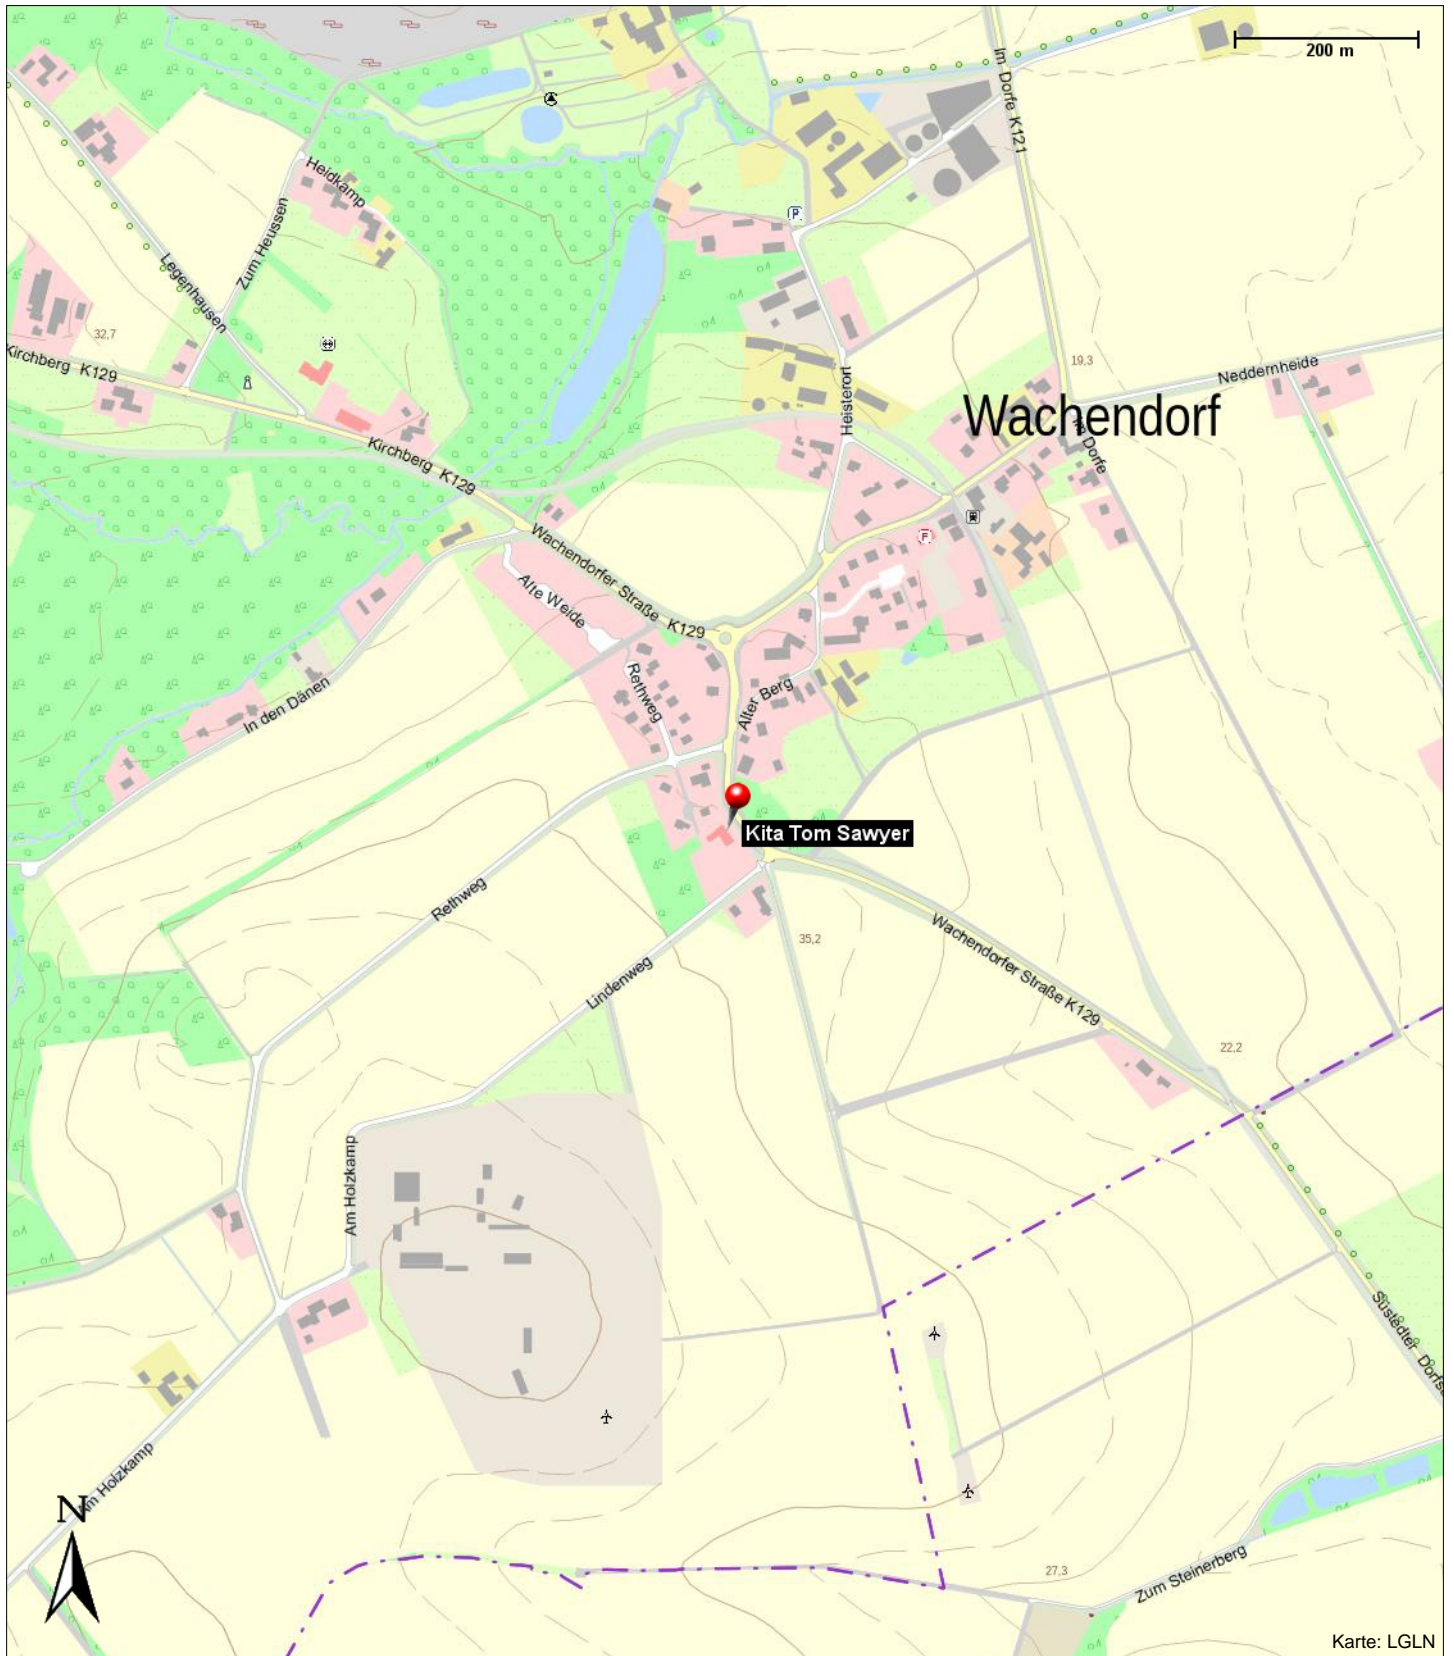 200 m
Im Dorfe K121
Heidkamp
Zum Heussen
P
Legenhausen
32,7
Kirchberg K129
19,3
Neddernheide
Heisterort
Wachendorf
Im Dorfe
Kirchberg K129
F
Wachendorfer Straße K129
Alte Weide
Rethweg
Alter Berg
In den Dänen
Kita Tom Sawyer
Rethweg
35,2
Wachendorfer Straße K129
Lindenweg
22,2
Am Holzkamp
Süstedter Dorfst
Am Holzkamp
N
27,3
Zum Steinerberg
Karte: LGLN